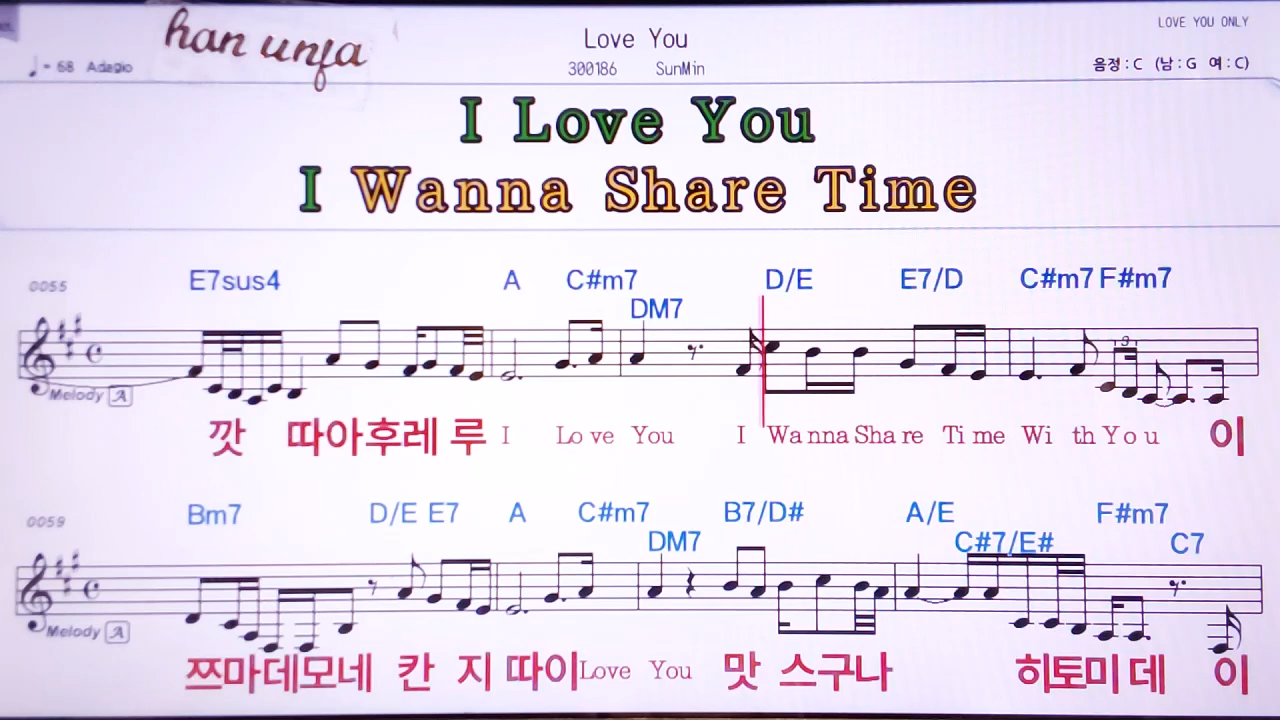 han unja
Love You
LOVE YOU ONLY
♩= 68 Adagio
300186 SunMin
음정 : C (남 : G 여 : C)
I Love You
I Wanna Share Time
0055
E7sus4 A C#m7 DM7 D/E E7/D C#m7 F#m7
3
Melody A
깟 따아후레 루 I Love You I Wanna Share Time With You 이
0059
Bm7 D/E E7 A C#m7 DM7 B7/D# A/E C#7/E# F#m7 C7
Melody A
쯔마데모네 칸 지 따이 Love You 맛 스구나 히토미 데 이